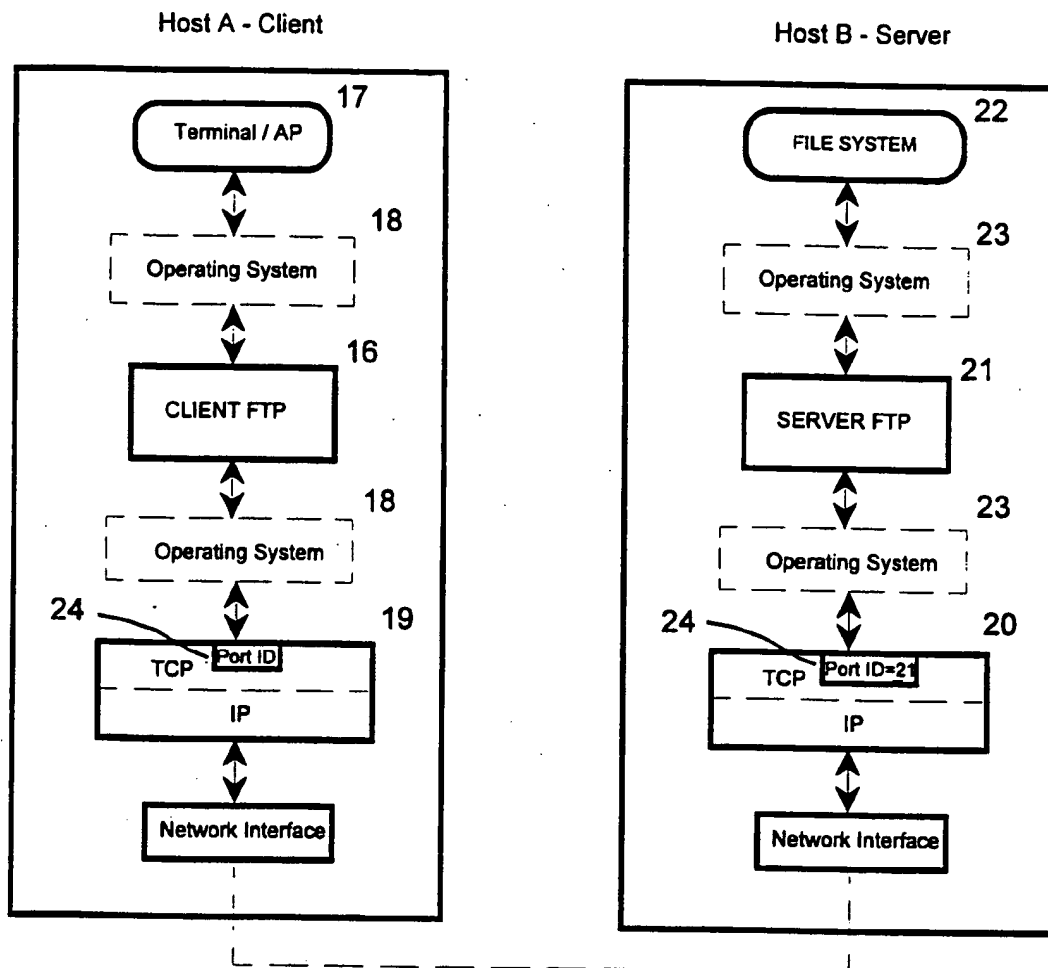 Host A - Client
17
Terminal / AP
18
Operating System
16
CLIENT FTP
18
Operating System
24
19
Port ID
TCP
IP
Network Interface
Host B - Server
22
FILE SYSTEM
23
Operating System
21
SERVER FTP
23
Operating System
24
20
Port ID=21
TCP
IP
Network Interface